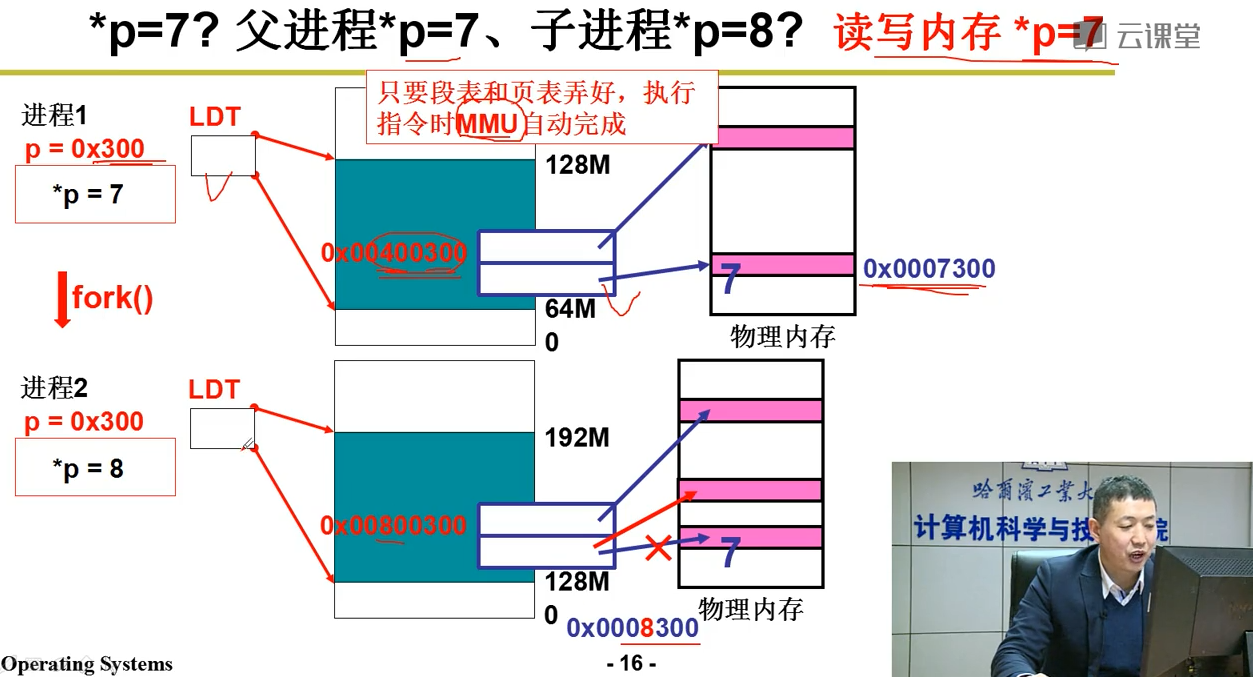 *p=7? 父进程*p=7、子进程*p=8? 读写内存 *p=7
云课堂
只要段表和页表弄好，执行
指令时MMU自动完成
进程1
p = 0x300
*p = 7
LDT
128M
0x00400300
64M
0
7
0x0007300
物理内存
fork()
进程2
p = 0x300
*p = 8
LDT
192M
0x00800300
128M
0
7
0x0008300
物理内存
哈爾濱工業大
计算机科学与技 院
Operating Systems
- 16 -